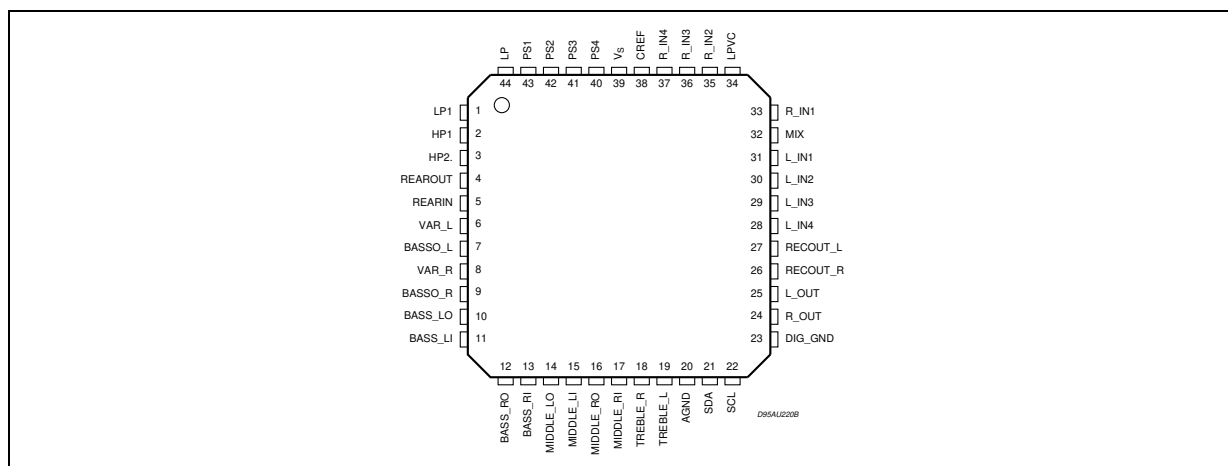 LP PS1 PS2 PS3 PS4 VS CREF R_IN4 R_IN3 R_IN2 LPVC
44 43 42 41 40 39 38 37 36 35 34
LP1 1 33 R_IN1
HP1 2 32 MIX
HP2. 3 31 L_IN1
REAROUT 4 30 L_IN2
REARIN 5 29 L_IN3
VAR_L 6 28 L_IN4
BASSO_L 7 27 RECOUT_L
VAR_R 8 26 RECOUT_R
BASSO_R 9 25 L_OUT
BASS_LO 10 24 R_OUT
BASS_LI 11 23 DIG_GND
12 13 14 15 16 17 18 19 20 21 22
BASS_RO BASS_RI MIDDLE_LO MIDDLE_LI MIDDLE_RO MIDDLE_RI TREBLE_R TREBLE_L AGND SDA SCL
D95AU220B